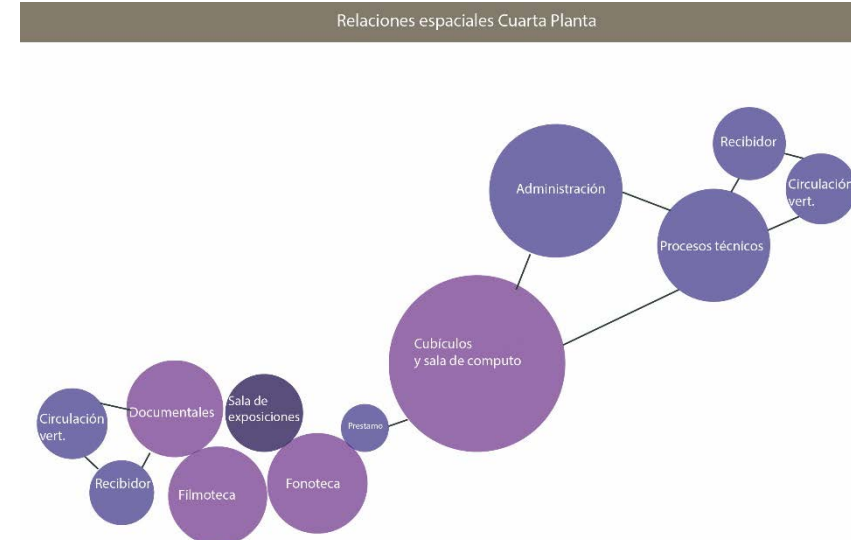 Relaciones espaciales Cuarta Planta
Recibidor
Administración
Circulación
vert.
Procesos técnicos
Cubículos
y sala de computo
Sala de
exposiciones
Documentales
Circulación
vert.
Prestamo
Recibidor
Filmoteca
Fonoteca